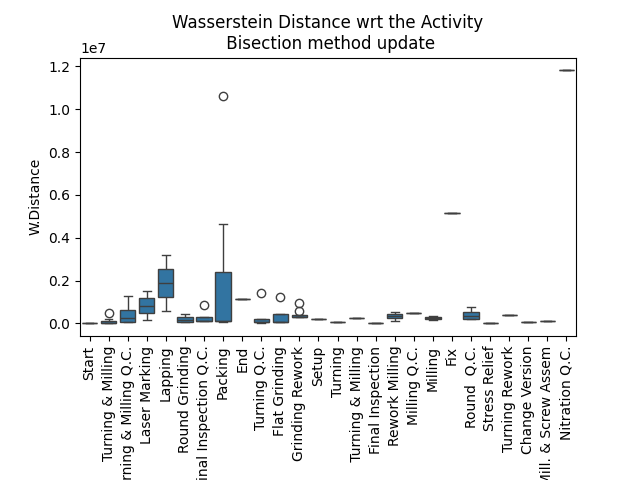 Wasserstein Distance wrt the Activity
Bisection method update
1e7
1.2
1.0
0.8
0.6
0.4
0.2
0.0
W.Distance
Start
Turning & Milling
rning & Milling Q.C.
Laser Marking
Lapping
Round Grinding
inal Inspection Q.C.
Packing
End
Turning Q.C.
Flat Grinding
Grinding Rework
Setup
Turning
Turning & Milling
Final Inspection
Rework Milling
Milling Q.C.
Milling
Fix
Round  Q.C.
Stress Relief
Turning Rework
Change Version
Mill. & Screw Assem
Nitration Q.C.